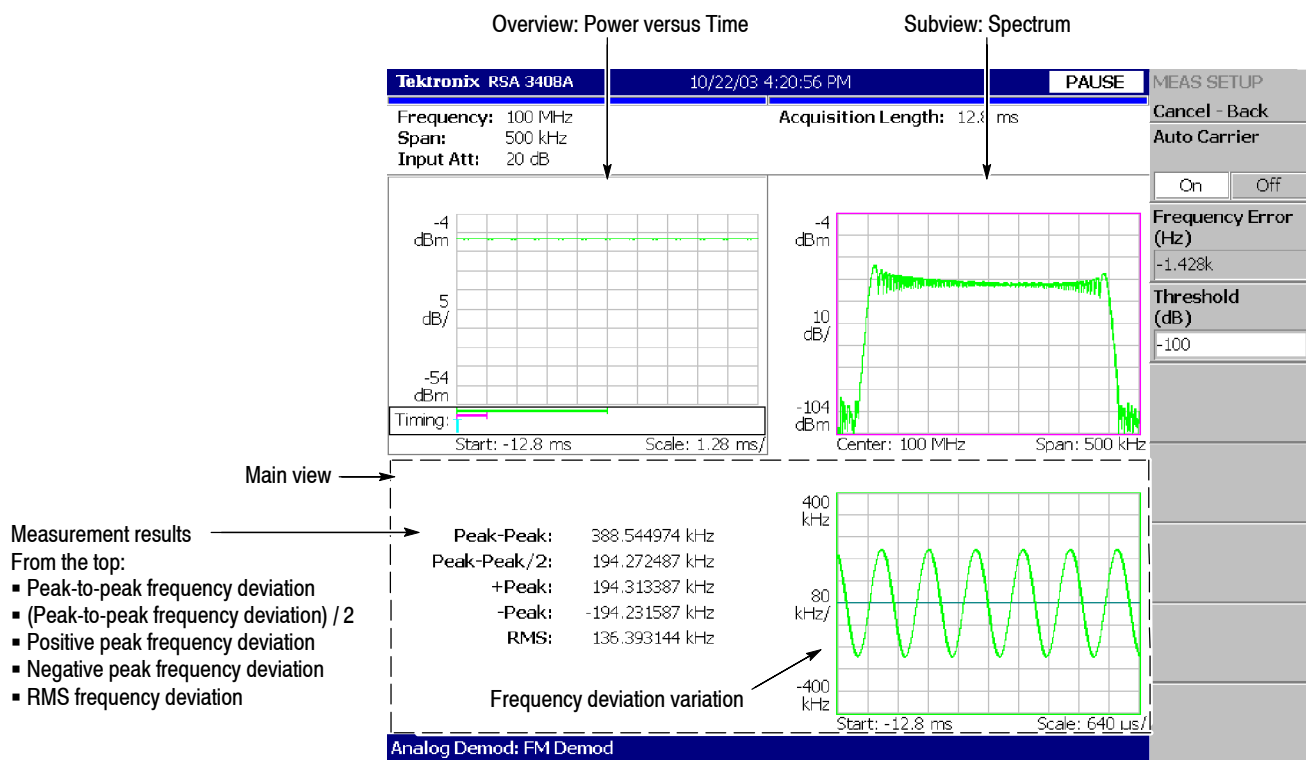 Overview: Power versus Time
Subview: Spectrum
Tektronix RSA 3408A
10/22/03 4:20:56 PM
PAUSE
MEAS SETUP
Frequency: 100 MHz
Span: 500 kHz
Input Att: 20 dB
Acquisition Length: 12.8 ms
Cancel - Back
Auto Carrier
On
Off
Frequency Error
(Hz)
-1.428k
Threshold
(dB)
-100
-4
dBm
5
dB/
-54
dBm
Timing:
Start: -12.8 ms
Scale: 1.28 ms/
-4
dBm
10
dB/
-104
dBm
Center: 100 MHz
Span: 500 kHz
Main view
Measurement results
From the top:
▪ Peak-to-peak frequency deviation
▪ (Peak-to-peak frequency deviation) / 2
▪ Positive peak frequency deviation
▪ Negative peak frequency deviation
▪ RMS frequency deviation
Peak-Peak: 388.544974 kHz
Peak-Peak/2: 194.272487 kHz
+Peak: 194.313387 kHz
-Peak: -194.231587 kHz
RMS: 136.393144 kHz
Frequency deviation variation
400
kHz
80
kHz/
-400
kHz
Start: -12.8 ms
Scale: 640 µs/
Analog Demod: FM Demod